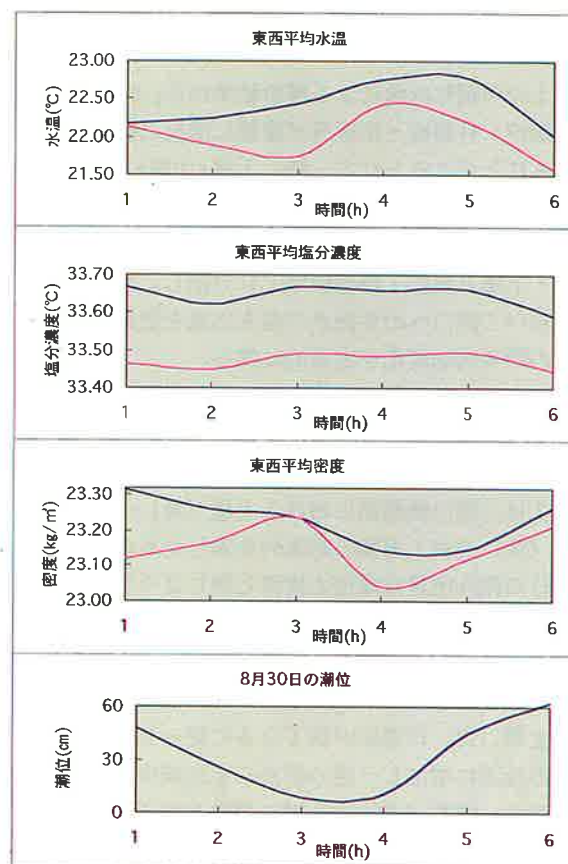 東西平均水温
水温(℃)
23.00
22.50
22.00
21.50
1 2 3 4 5 6
時間(h)
東西平均塩分濃度
塩分濃度(℃)
33.70
33.60
33.50
33.40
1 2 3 4 5 6
時間(h)
東西平均密度
密度(kg/㎥)
23.30
23.20
23.10
23.00
1 2 3 4 5 6
時間(h)
8月30日の潮位
潮位(cm)
60
30
0
1 2 3 4 5 6
時間(h)